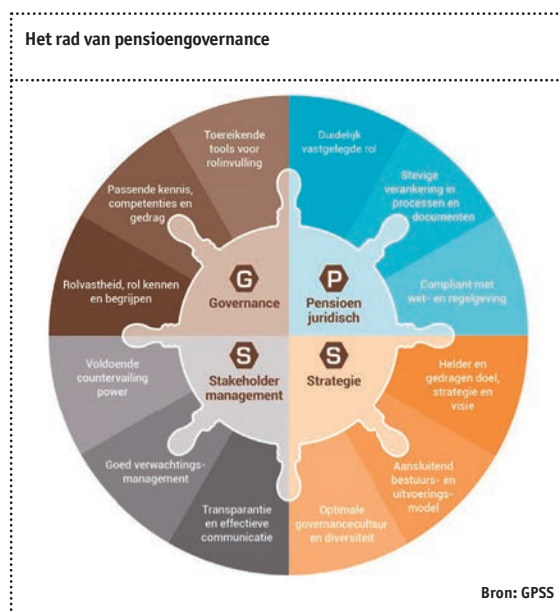 Het rad van pensioengovernance
Toereikende
tools voor
rolinvulling
Duidelijk
vastgelegde rol
Passende kennis,
competenties en
gedrag
Stevige
verankering in
processen en
documenten
Rolvastheid, rol kennen
en begrijpen
G
Governance
P
Pensioen
juridisch
Compliant met
wet- en regelgeving
Voldoende
countervailing
power
S
Stakeholder
management
S
Strategie
Helder en
gedragen doel,
strategie en
visie
Goed verwachtings-
management
Aansluitend
bestuurs- en
uitvoerings-
model
Transparantie
en effectieve
communicatie
Optimale
governancecultuur
en diversiteit
Bron: GPSS